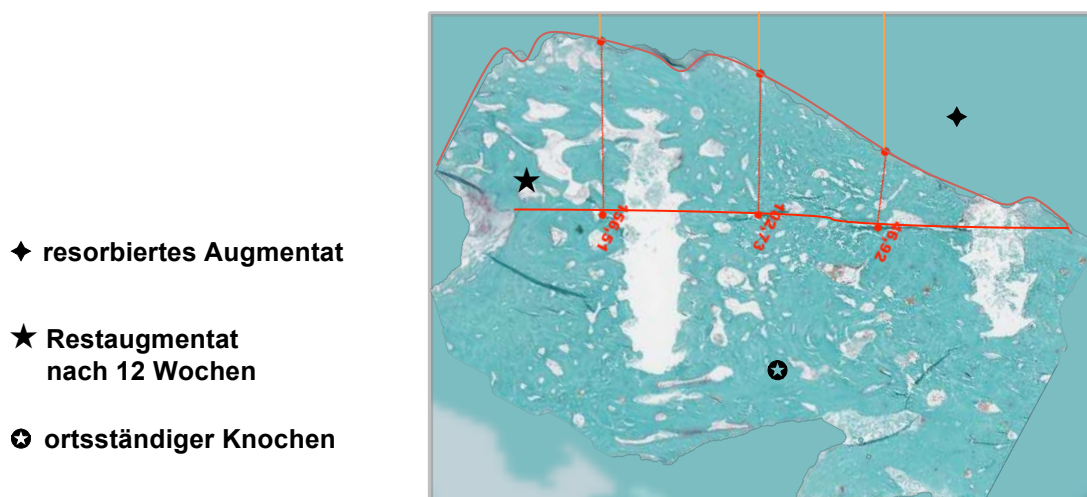 resorbiertes Augmentat
Restaugmentat
nach 12 Wochen
ortsständiger Knochen
156,51
102,73
46,92